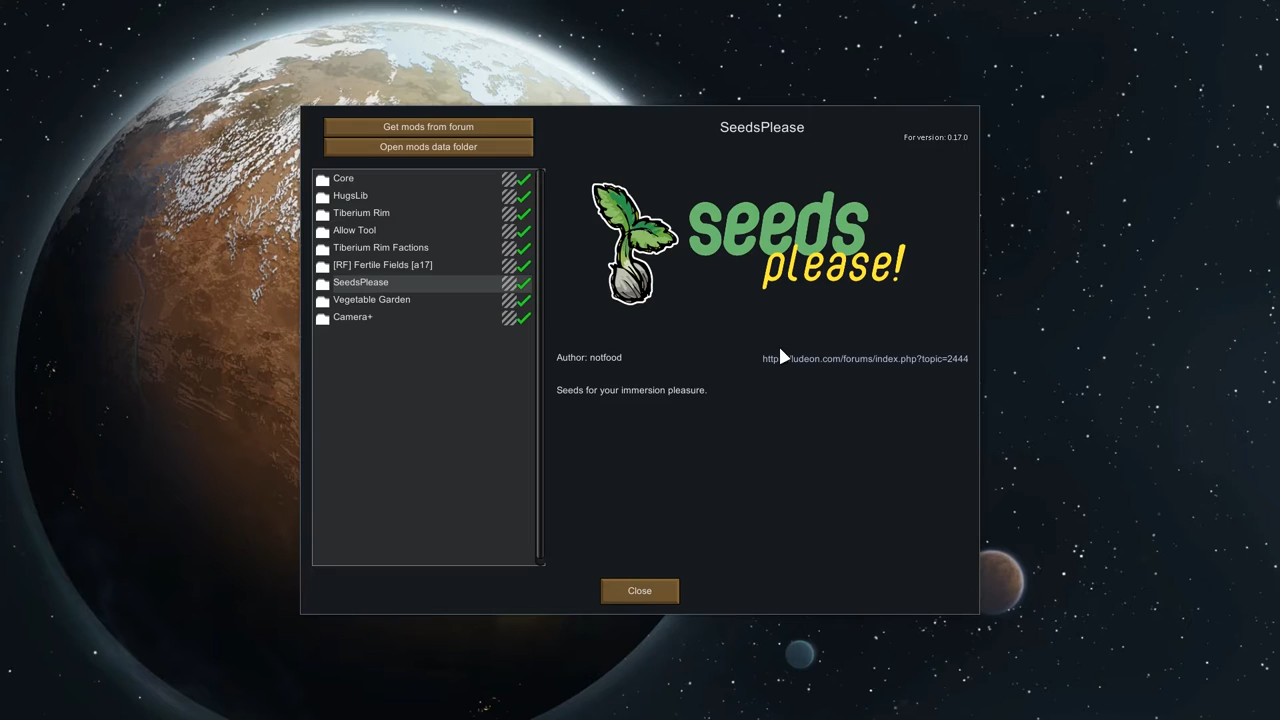 Get mods from forum
Open mods data folder
Core
HugsLib
Tiberium Rim
Allow Tool
Tiberium Rim Factions
[RF] Fertile Fields [a17]
SeedsPlease
Vegetable Garden
Camera+
SeedsPlease
For version: 0.17.0
seeds
please!
Author: notfood
ludeon.com/forums/index.php?topic=2444
Seeds for your immersion pleasure.
Close